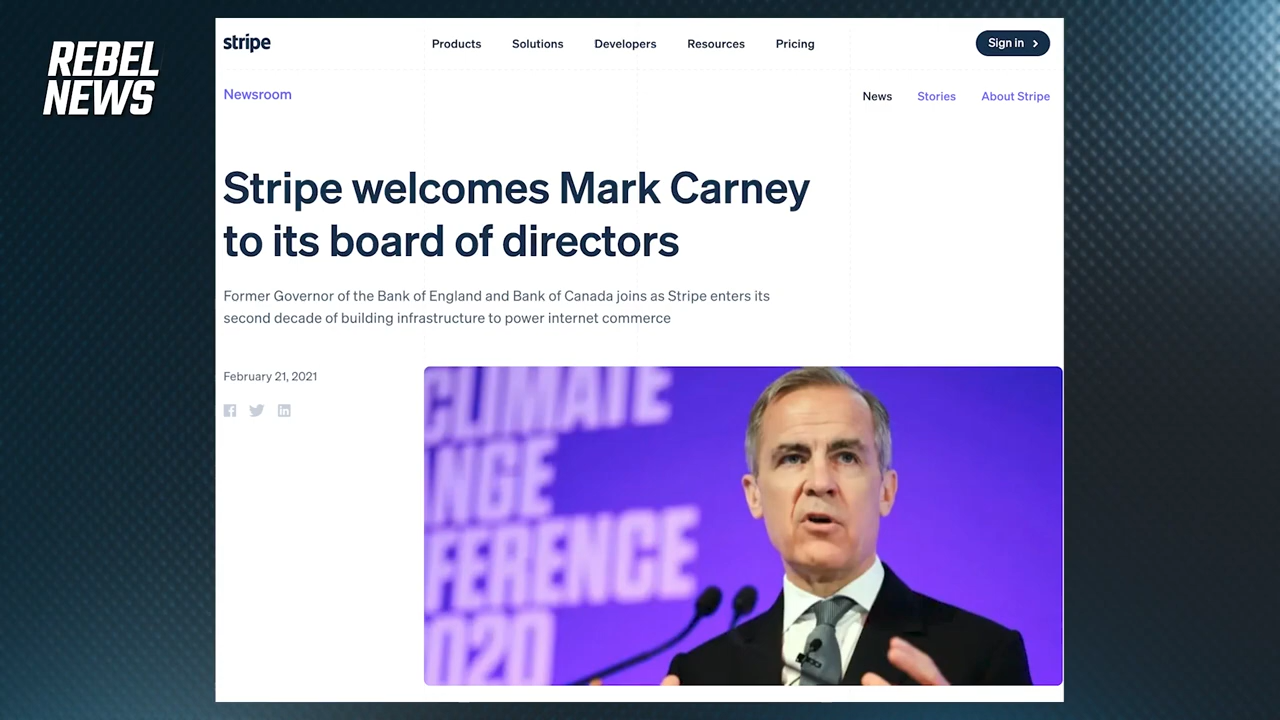 REBEL
NEWS
stripe
Products Solutions Developers Resources Pricing
Sign in
Newsroom
News Stories About Stripe
Stripe welcomes Mark Carney
to its board of directors
Former Governor of the Bank of England and Bank of Canada joins as Stripe enters its
second decade of building infrastructure to power internet commerce
February 21, 2021
CLIMATE
ANGE
FERENCE
020